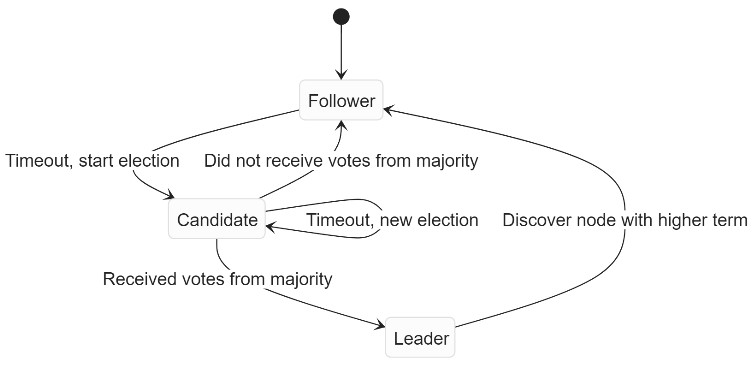 Follower
Timeout, start election
Did not receive votes from majority
Candidate
Timeout, new election
Discover node with higher term
Received votes from majority
Leader